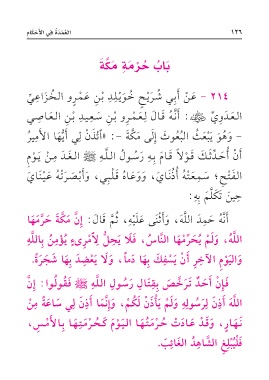 ١٢٦ العُمْدَةُ فِي الأَحْكَامِ
بَابُ حُرْمَةِ مَكَّةَ
٢١٤ - عَنْ أَبِي شُرَيْحٍ خُوَيْلِدِ بْنِ عَمْرٍو الخُزَاعِيِّ
العَدَوِيِّ ﷺ: أَنَّهُ قَالَ لِعَمْرِو بْنِ سَعِيدِ بْنِ العَاصِي
- وَهُوَ يَبْعَثُ البُعُوثَ إِلَى مَكَّةَ -: «ائْذَنْ لِي أَيُّهَا الأَمِيرُ
أَنْ أُحَدِّثَكَ قَوْلاً قَامَ بِهِ رَسُولُ اللَّهِ ﷺ الغَدَ مِنْ يَوْمِ
الفَتْحِ؛ سَمِعَتْهُ أُذُنَايَ، وَوَعَاهُ قَلْبِي، وَأَبْصَرَتْهُ عَيْنَايَ
حِينَ تَكَلَّمَ بِهِ:
أَنَّهُ حَمِدَ اللَّهَ، وَأَثْنَى عَلَيْهِ، ثُمَّ قَالَ: إِنَّ مَكَّةَ حَرَّمَهَا
اللَّهُ، وَلَمْ يُحَرِّمْهَا النَّاسُ، فَلَا يَحِلُّ لِامْرِىءٍ يُؤْمِنُ بِاللَّهِ
وَاليَوْمِ الآخِرِ أَنْ يَسْفِكَ بِهَا دَماً، وَلَا يَعْضِدَ بِهَا شَجَرَةً.
فَإِنْ أَحَدٌ تَرَخَّصَ بِقِتَالِ رَسُولِ اللَّهِ ﷺ فَقُولُوا: إِنَّ
اللَّهَ أَذِنَ لِرَسُولِهِ وَلَمْ يَأْذَنْ لَكُمْ، وَإِنَّمَا أَذِنَ لِي سَاعَةً مِنْ
نَهَارٍ، وَقَدْ عَادَتْ حُرْمَتُهَا اليَوْمَ كَحُرْمَتِهَا بِالأَمْسِ،
فَلْيُبَلِّغِ الشَّاهِدُ الغَائِبَ.